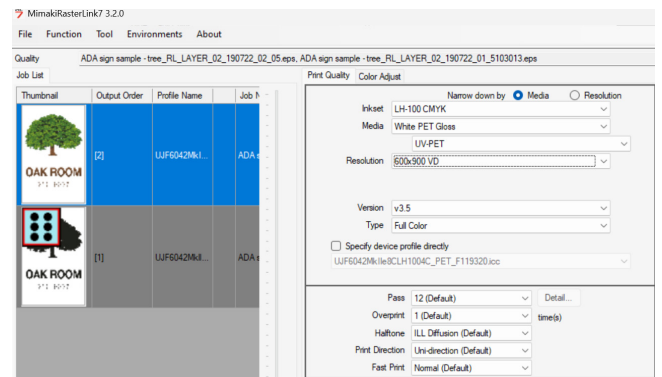 MimakiRasterLink7 3.2.0
File Function Tool Environments About
Quality ADA sign sample - tree_RL_LAYER_02_190722_02_05.eps, ADA sign sample - tree_RL_LAYER_02_190722_01_5103013.eps
Job List
Thumbnail Output Order Profile Name Job N
OAK ROOM
[2] UJF6042MkI... ADA s
OAK ROOM
[1] UJF6042MkII... ADA s
Print Quality Color Adjust
Narrow down by Media Resolution
Inkset LH-100 CMYK
Media White PET Gloss
UV-PET
Resolution 600x900 VD
Version v3.5
Type Full Color
Specify device profile directly
UJF6042MkIIe8CLH1004C_PET_F119320.icc
Pass 12 (Default) Detail...
Overprint 1 (Default) time(s)
Halftone ILL Diffusion (Default)
Print Direction Uni-direction (Default)
Fast Print Normal (Default)